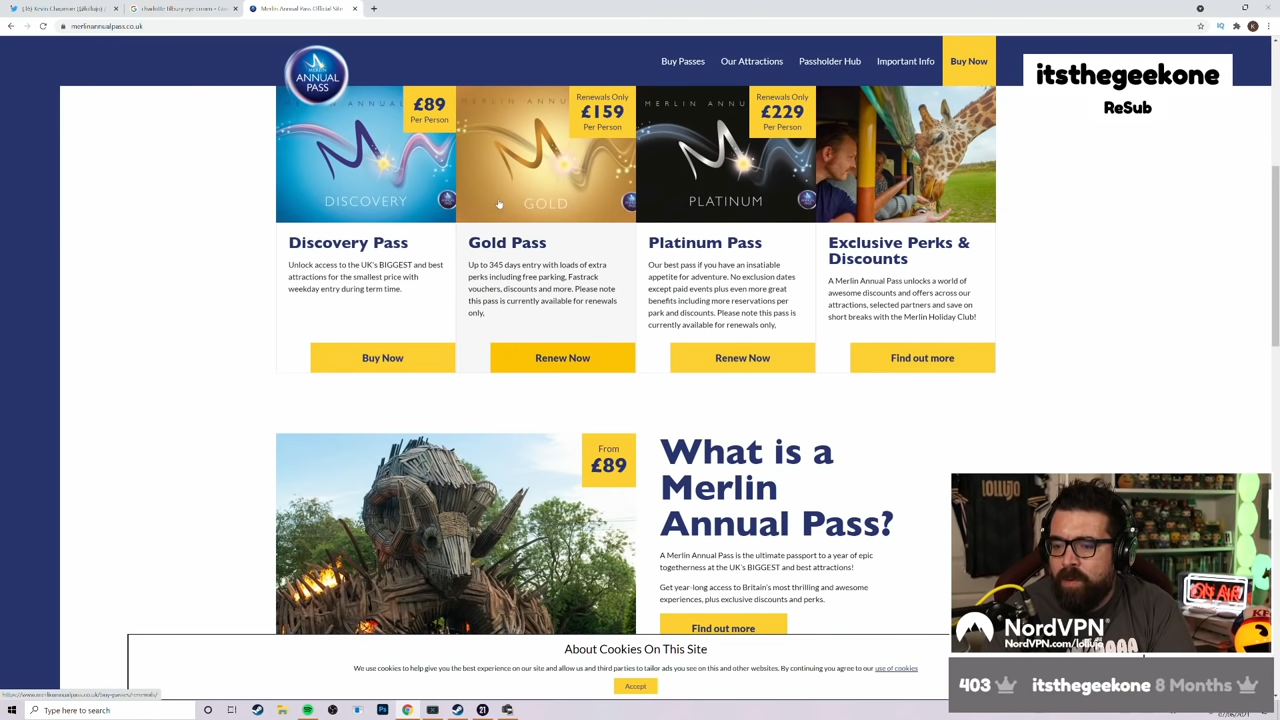 Merlin Annual Pass Official Site
merlinannualpass.co.uk
MERLIN
ANNUAL
PASS
Buy Passes
Our Attractions
Passholder Hub
Important Info
Buy Now
itsthegeekone
ReSub
£89
Per Person
DISCOVERY
Renewals Only
£159
Per Person
GOLD
Renewals Only
£229
Per Person
PLATINUM
Discovery Pass
Unlock access to the UK's BIGGEST and best
attractions for the smallest price with
weekday entry during term time.
Buy Now
Gold Pass
Up to 345 days entry with loads of extra
perks including free parking, Fastrack
vouchers, discounts and more. Please note
this pass is currently available for renewals
only,
Renew Now
Platinum Pass
Our best pass if you have an insatiable
appetite for adventure. No exclusion dates
except paid events plus even more great
benefits including more reservations per
park and discounts. Please note this pass is
currently available for renewals only,
Renew Now
Exclusive Perks &
Discounts
A Merlin Annual Pass unlocks a world of
awesome discounts and offers across our
attractions, selected partners and save on
short breaks with the Merlin Holiday Club!
Find out more
From
£89
What is a
Merlin
Annual Pass?
A Merlin Annual Pass is the ultimate passport to a year of epic
togetherness at the UK's BIGGEST and best attractions!
Get year-long access to Britain's most thrilling and awesome
experiences, plus exclusive discounts and perks.
Find out more
About Cookies On This Site
We use cookies to help give you the best experience on our site and allow us and third parties to tailor ads you see on this and other websites. By continuing you agree to our use of cookies
Accept
lollujo
ON AIR
NordVPN®
NordVPN.com/lollujo
403
itsthegeekone 8 Months
Type here to search